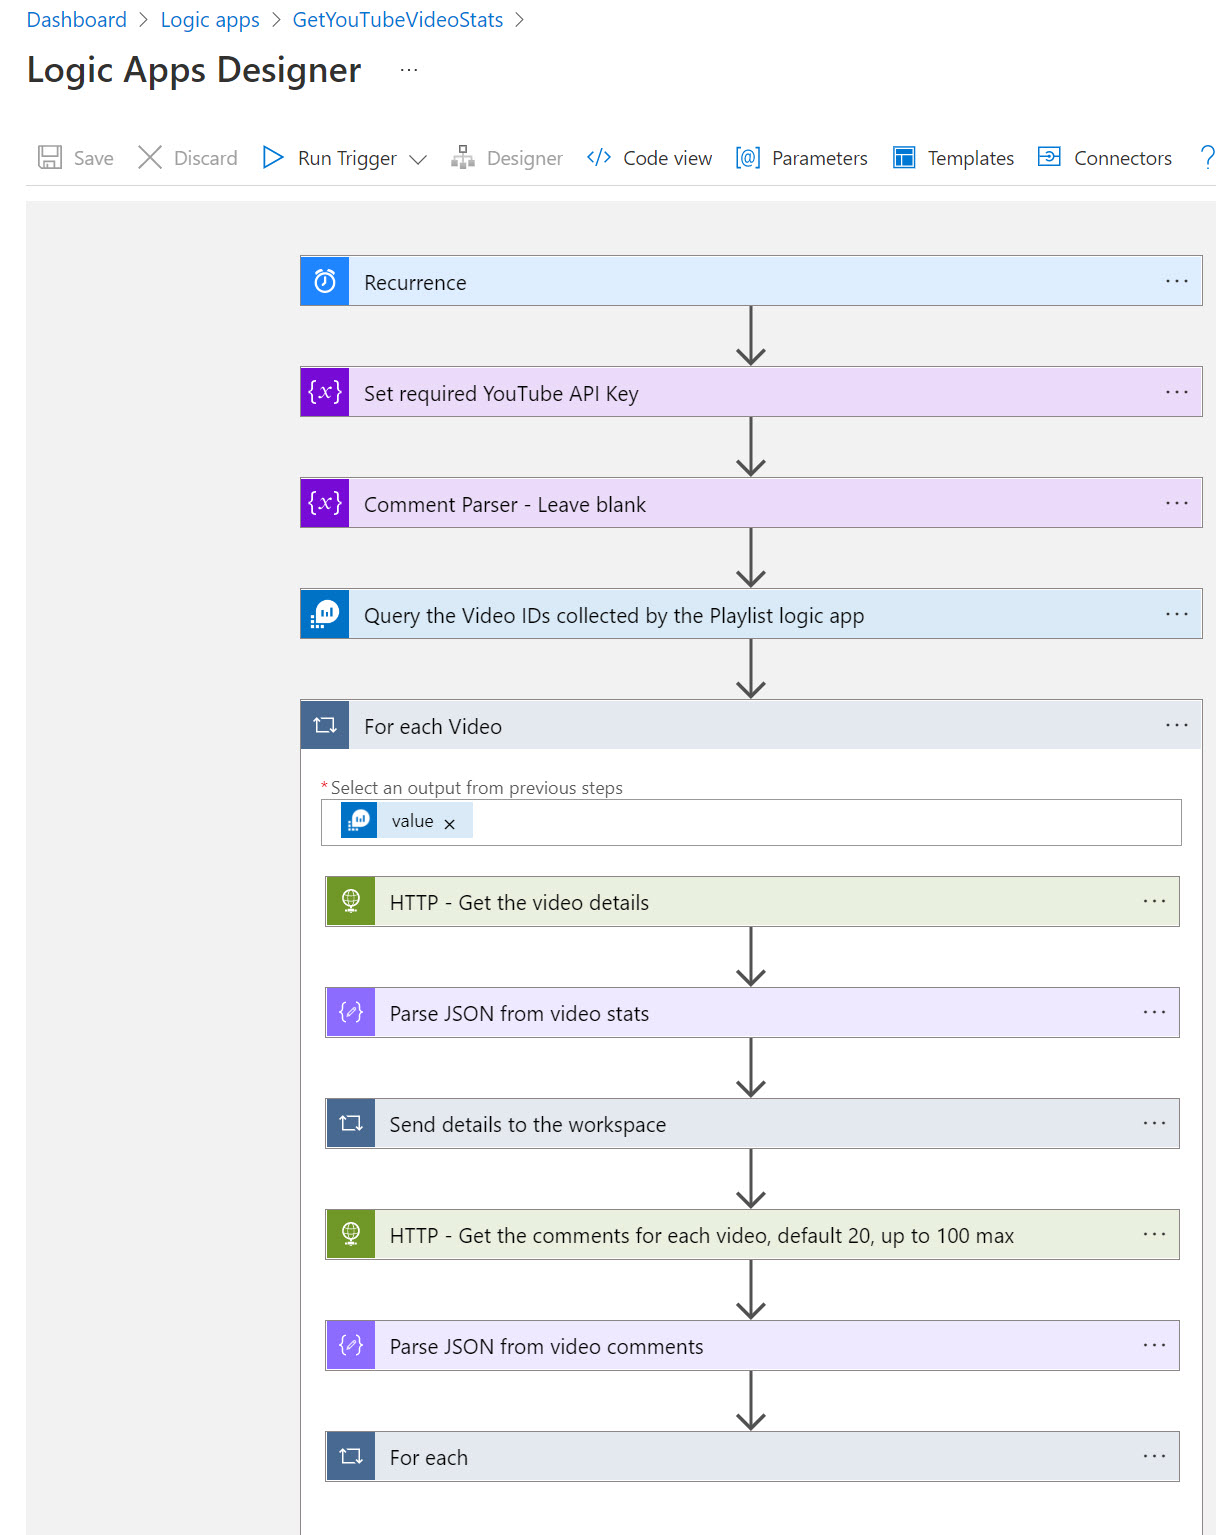 Dashboard > Logic apps > GetYouTubeVideoStats >
Logic Apps Designer ...
Save Discard Run Trigger Designer </> Code view [@] Parameters Templates Connectors ?
Recurrence ...
{x} Set required YouTube API Key ...
{x} Comment Parser - Leave blank ...
Query the Video IDs collected by the Playlist logic app ...
For each Video ...
* Select an output from previous steps
value ×
HTTP - Get the video details ...
Parse JSON from video stats ...
Send details to the workspace ...
HTTP - Get the comments for each video, default 20, up to 100 max ...
Parse JSON from video comments ...
For each ...